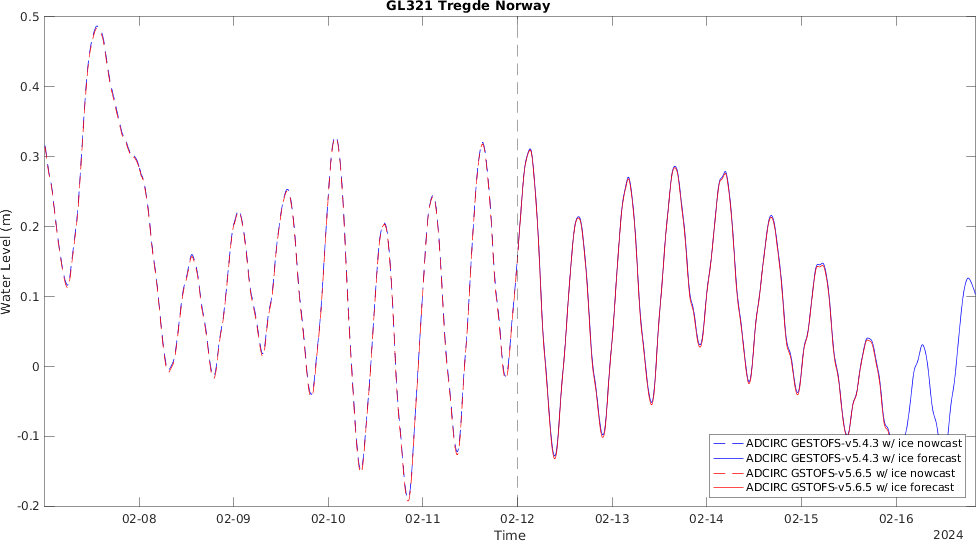 GL321 Tregde Norway
0.5
0.4
0.3
0.2
0.1
0
-0.1
-0.2
Water Level (m)
ADCIRC GESTOFS-v5.4.3 w/ ice nowcast
ADCIRC GESTOFS-v5.4.3 w/ ice forecast
ADCIRC GSTOFS-v5.6.5 w/ ice nowcast
ADCIRC GSTOFS-v5.6.5 w/ ice forecast
02-08 02-09 02-10 02-11 02-12 02-13 02-14 02-15 02-16
Time
2024